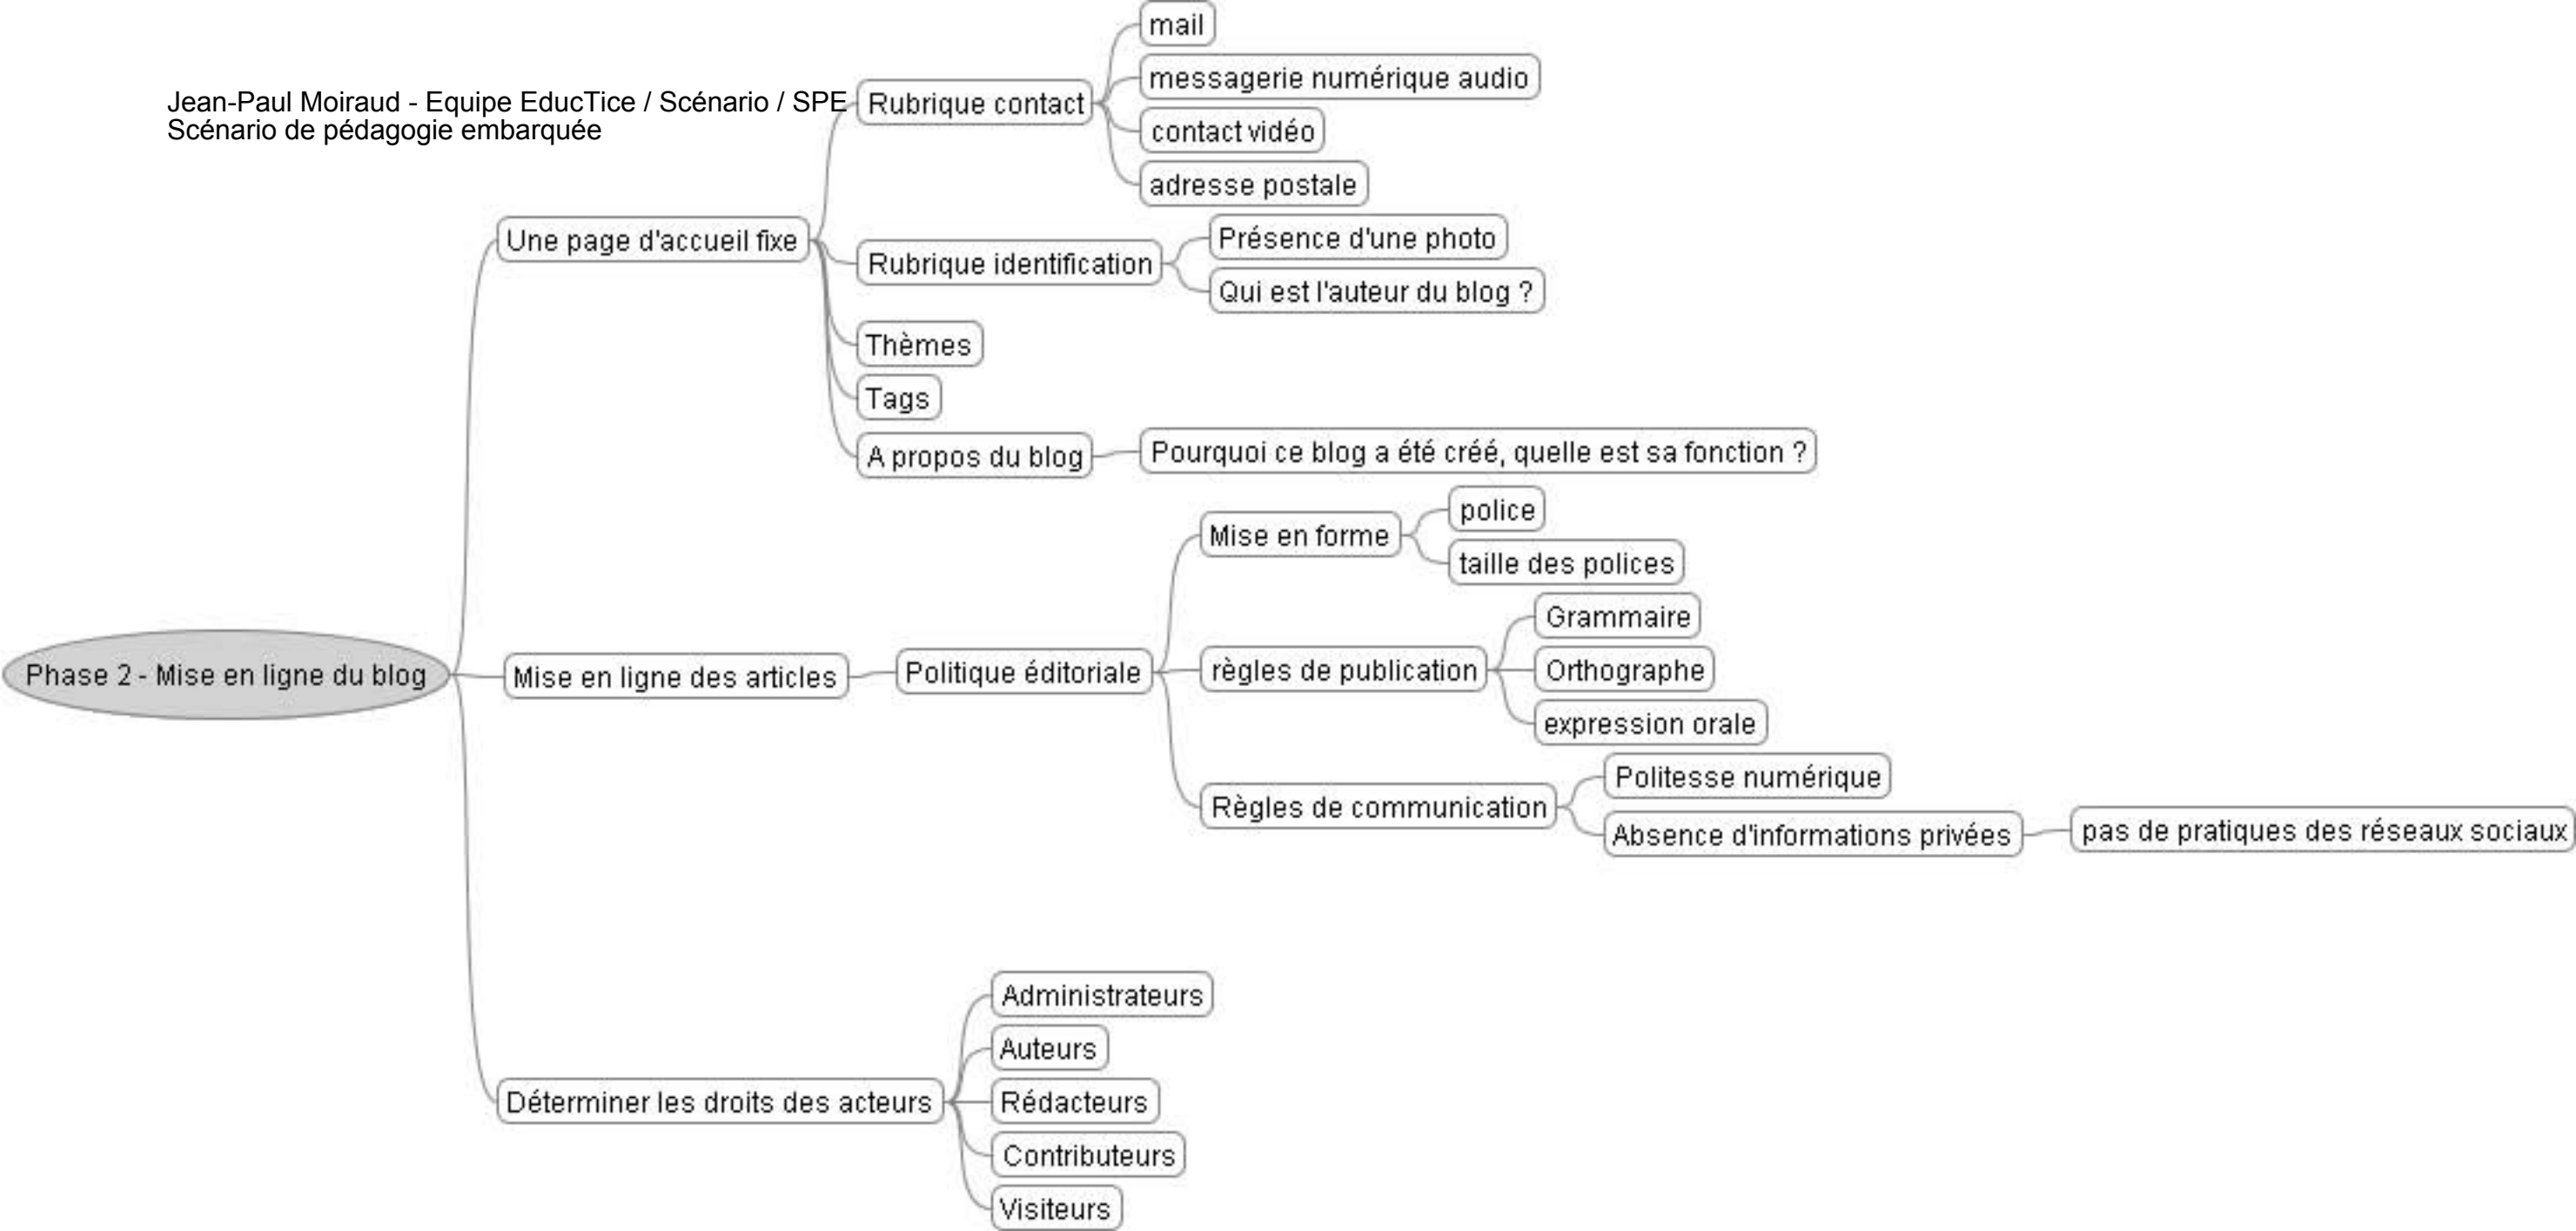 Jean-Paul Moiraud - Equipe EducTice / Scénario / SPE
Scénario de pédagogie embarquée
Phase 2 - Mise en ligne du blog
Une page d'accueil fixe
Rubrique contact
mail
messagerie numérique audio
contact vidéo
adresse postale
Rubrique identification
Présence d'une photo
Qui est l'auteur du blog ?
Thèmes
Tags
A propos du blog
Pourquoi ce blog a été créé, quelle est sa fonction ?
Mise en ligne des articles
Politique éditoriale
Mise en forme
police
taille des polices
règles de publication
Grammaire
Orthographe
expression orale
Règles de communication
Politesse numérique
Absence d'informations privées
pas de pratiques des réseaux sociaux
Déterminer les droits des acteurs
Administrateurs
Auteurs
Rédacteurs
Contributeurs
Visiteurs